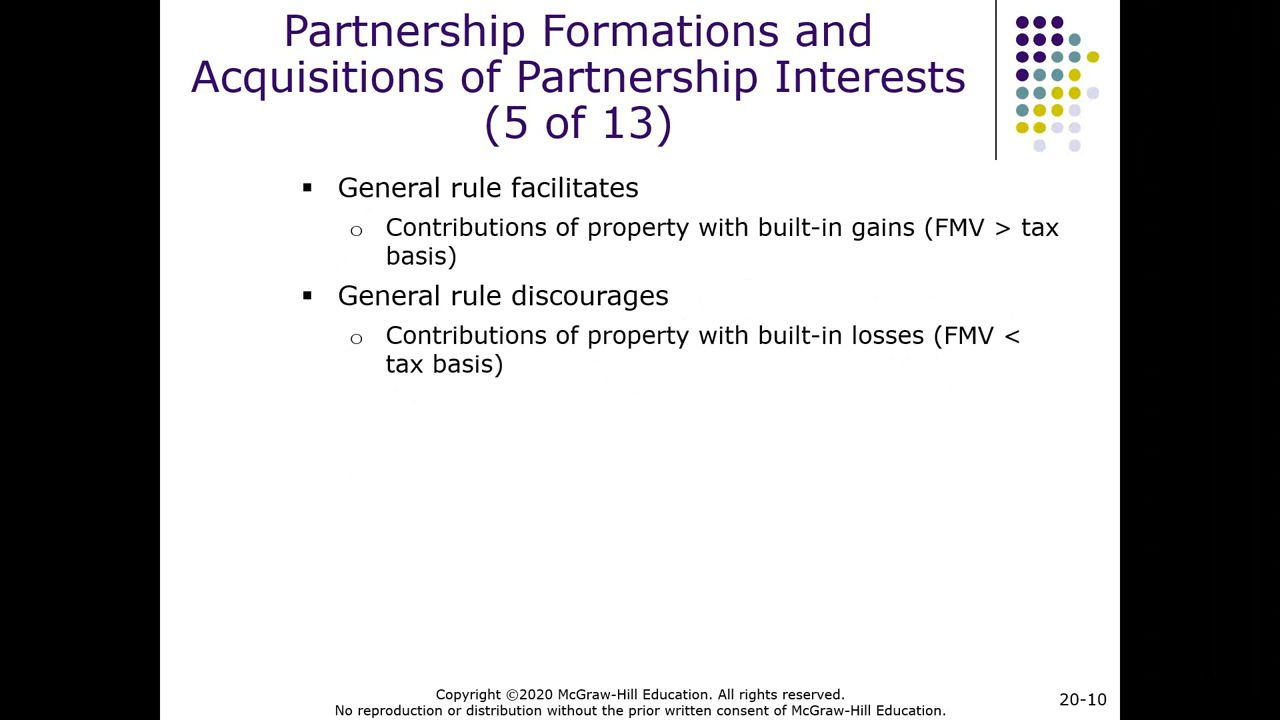 Partnership Formations and
Acquisitions of Partnership Interests
(5 of 13)
▪ General rule facilitates
o Contributions of property with built-in gains (FMV > tax
basis)
▪ General rule discourages
o Contributions of property with built-in losses (FMV <
tax basis)
Copyright ©2020 McGraw-Hill Education. All rights reserved.
No reproduction or distribution without the prior written consent of McGraw-Hill Education.
20-10